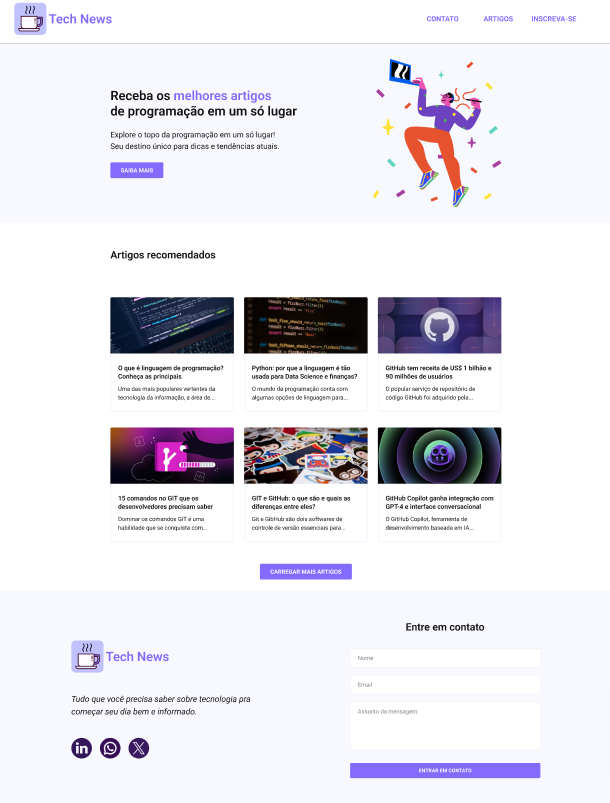 Tech News
CONTATO ARTIGOS INSCREVA-SE
Receba os melhores artigos
de programação em um só lugar
Explore o topo da programação em um só lugar!
Seu destino único para dicas e tendências atuais.
SAIBA MAIS
Artigos recomendados
O que é linguagem de programação?
Conheça as principais
Uma das mais populares vertentes da
tecnologia da informação, a área de...
Python: por que a linguagem é tão
usada para Data Science e finanças?
O mundo da programação conta com
algumas opções de linguagem para...
GitHub tem receita de US$ 1 bilhão e
90 milhões de usuários
O popular serviço de repositório de
código GitHub foi adquirido pela...
15 comandos no GIT que os
desenvolvedores precisam saber
Dominar os comandos GIT é uma
habilidade que se conquista com...
GIT e GitHub: o que são e quais as
diferenças entre eles?
Git e GibHub são dois softwares de
controle de versão essenciais para...
GitHub Copilot ganha integração com
GPT-4 e interface conversacional
O GitHub Copilot, ferramenta de
desenvolvimento baseada em IA...
CARREGAR MAIS ARTIGOS
Tech News
Tudo que você precisa saber sobre tecnologia pra
começar seu dia bem e informado.
Entre em contato
Nome
Email
Assunto da mensagem
ENTRAR EM CONTATO